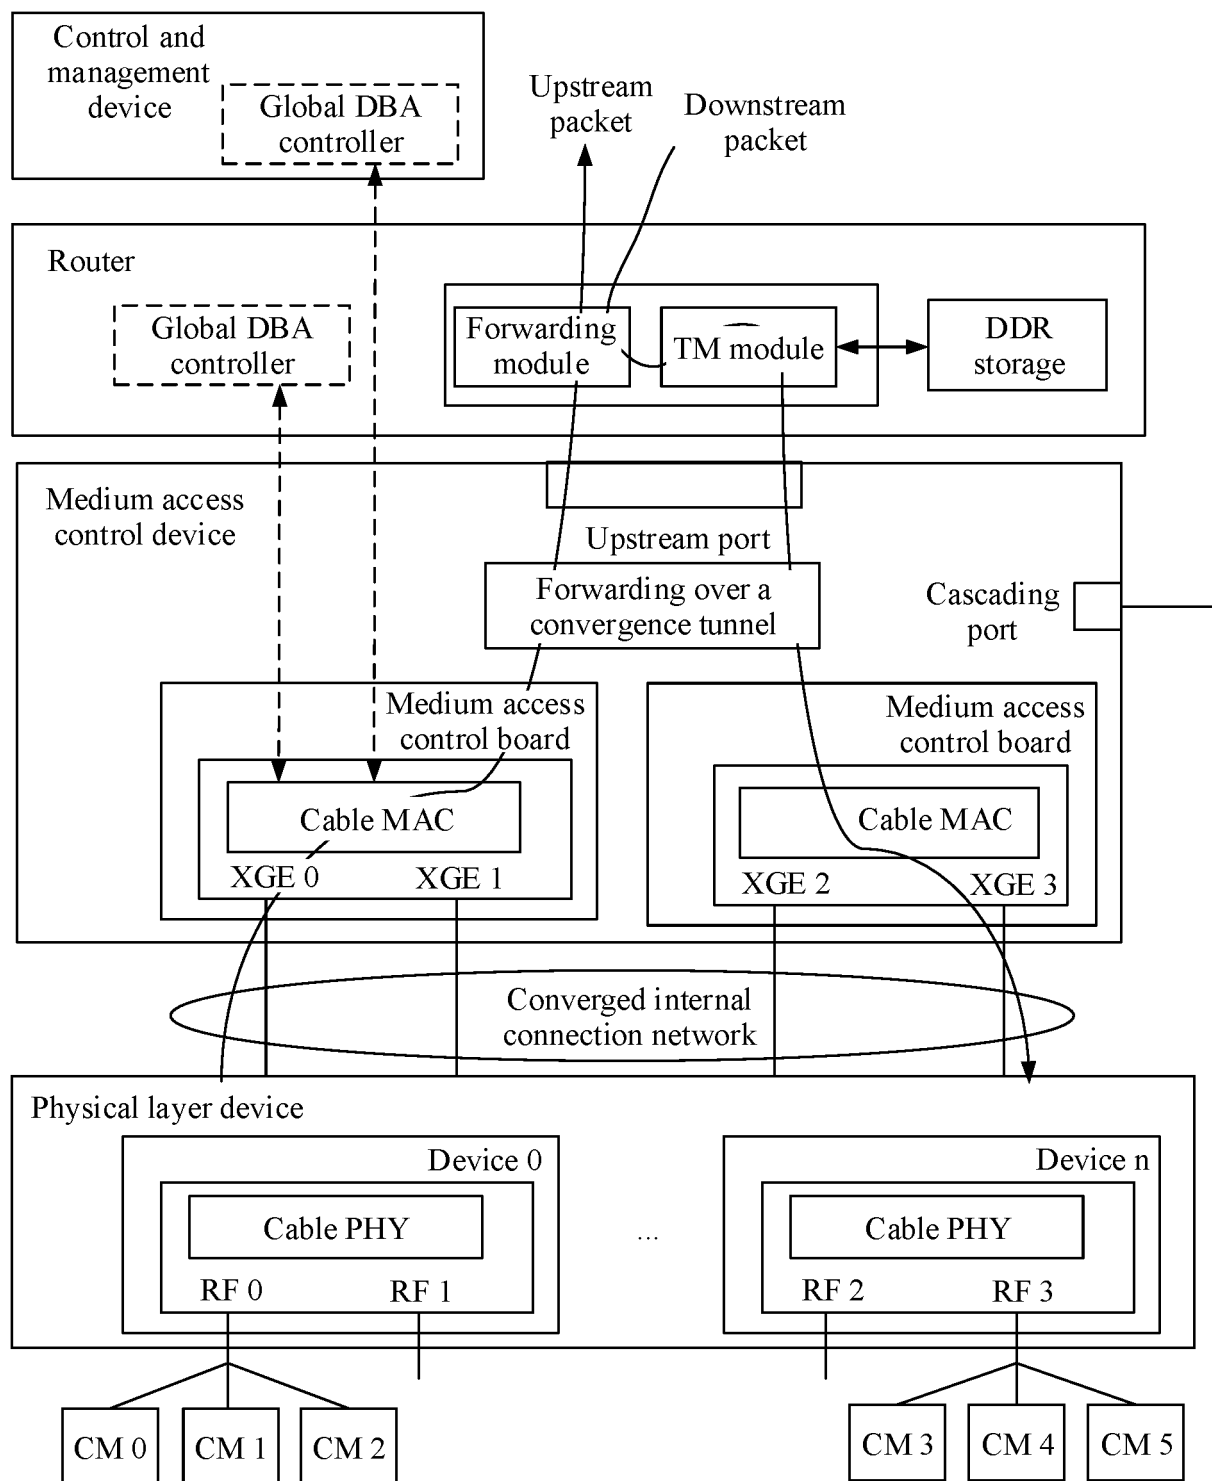 Control and
management
device
Global DBA
controller
Upstream
packet
Downstream
packet
Router
Global DBA
controller
Forwarding
module
TM module
DDR
storage
Medium access
control device
Upstream port
Forwarding over a
convergence tunnel
Cascading
port
Medium access
control board
Cable MAC
XGE 0
XGE 1
Medium access
control board
Cable MAC
XGE 2
XGE 3
Converged internal
connection network
Physical layer device
Device 0
Cable PHY
RF 0
RF 1
...
Device n
Cable PHY
RF 2
RF 3
CM 0
CM 1
CM 2
CM 3
CM 4
CM 5